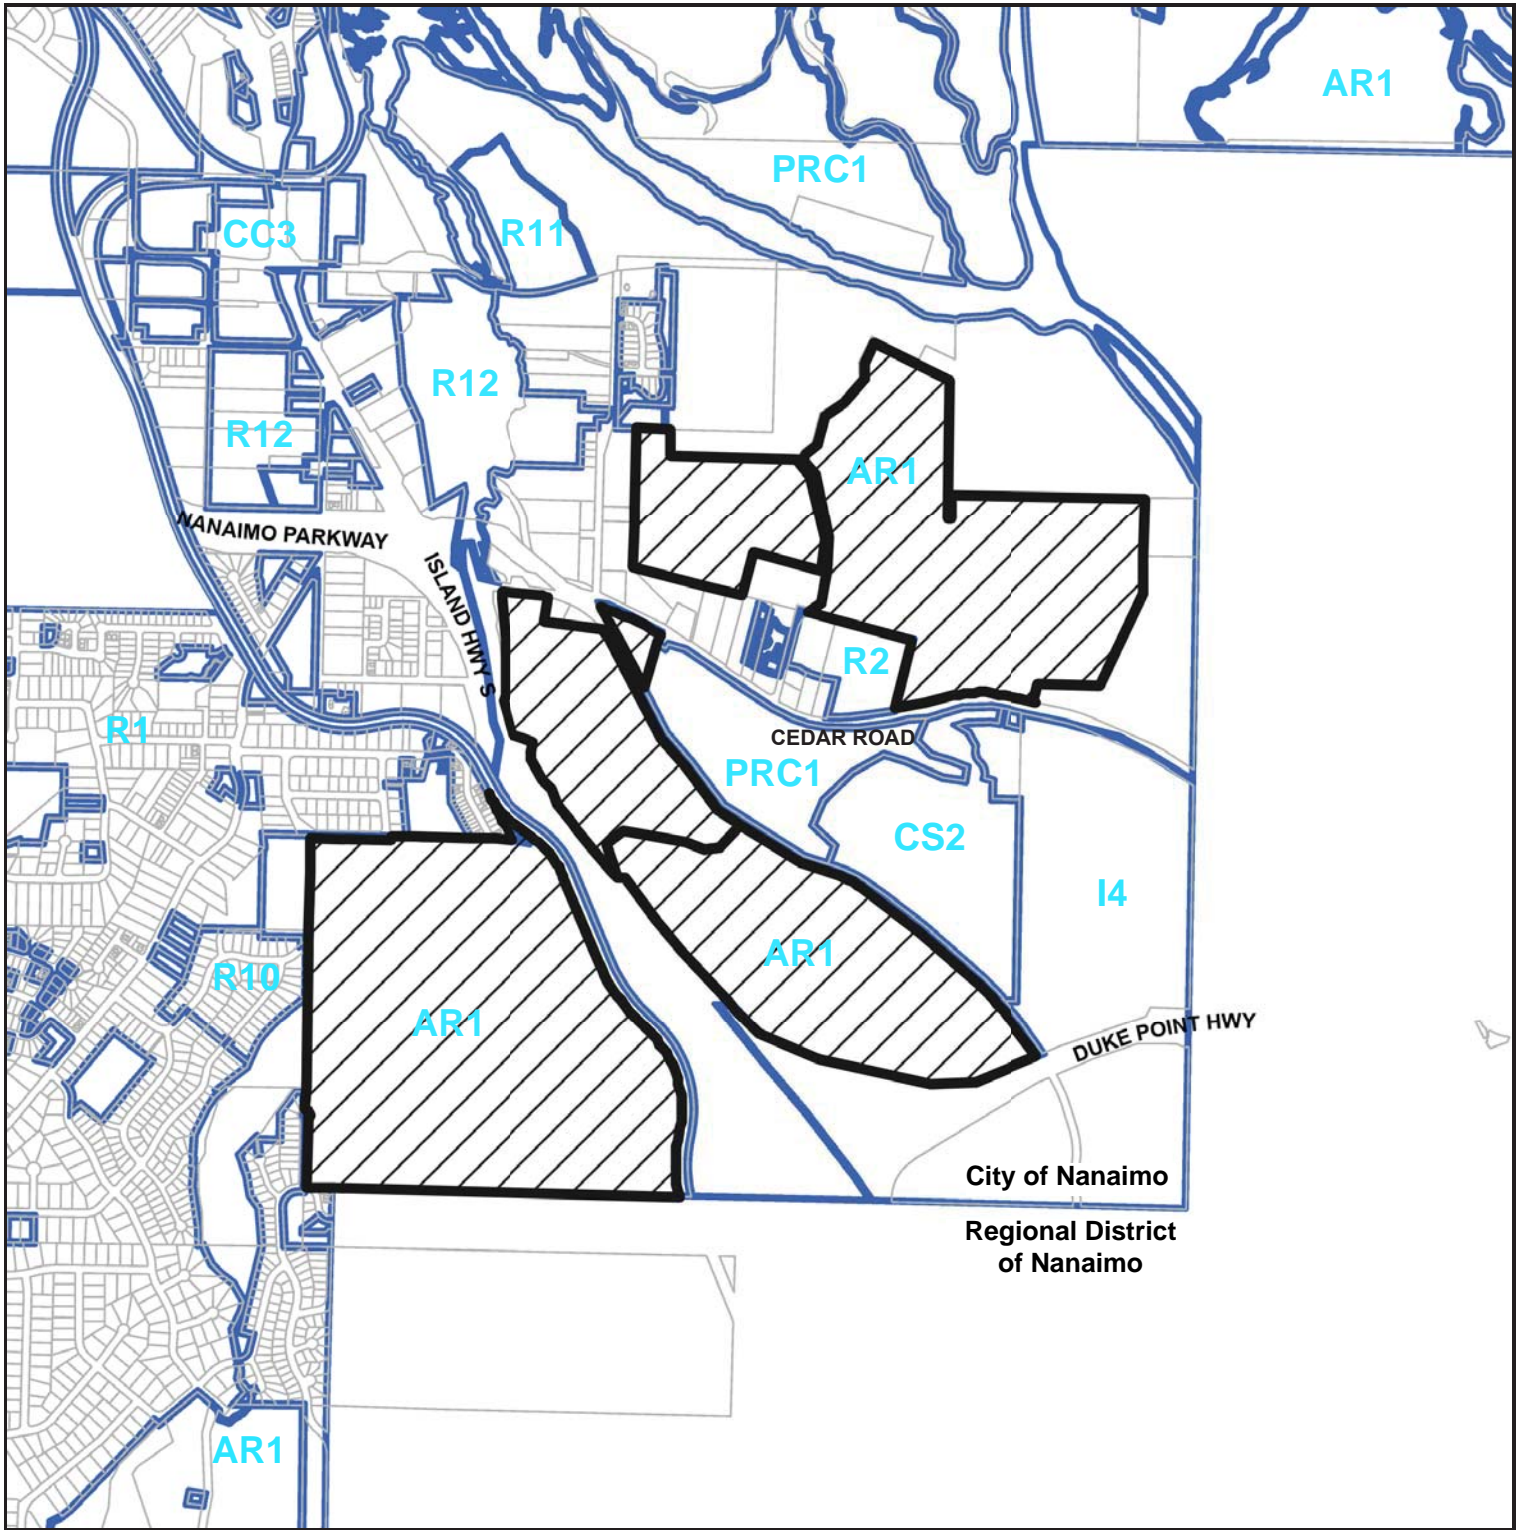 AR1
PRC1
CC3
R11
R12
R12
AR1
NANAIMO PARKWAY
ISLAND HWY S
R2
R1
CEDAR ROAD
PRC1
CS2
I4
AR1
R10
AR1
DUKE POINT HWY
City of Nanaimo
Regional District
of Nanaimo
AR1